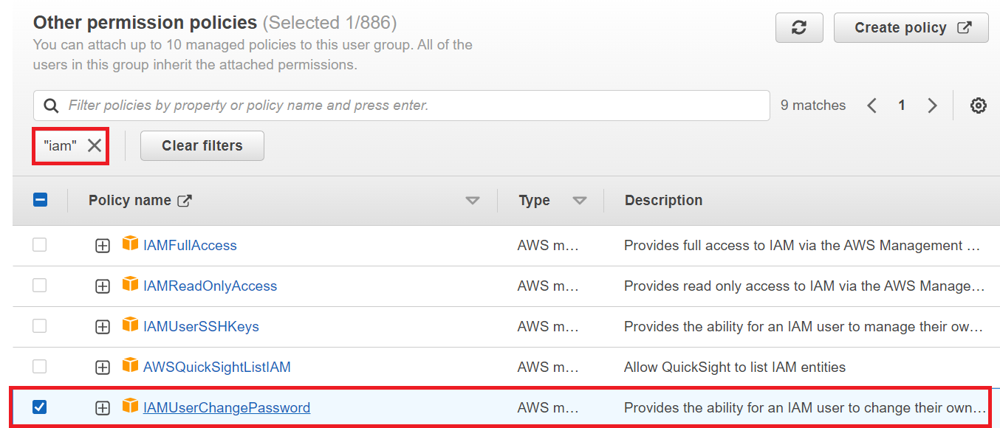 Other permission policies (Selected 1/886)
Create policy
You can attach up to 10 managed policies to this user group. All of the
users in this group inherit the attached permissions.
Filter policies by property or policy name and press enter.
9 matches
1
"iam"
Clear filters
Policy name Type Description
IAMFullAccess AWS m… Provides full access to IAM via the AWS Management …
IAMReadOnlyAccess AWS m… Provides read only access to IAM via the AWS Manage…
IAMUserSSHKeys AWS m… Provides the ability for an IAM user to manage their ow…
AWSQuickSightListIAM AWS m… Allow QuickSight to list IAM entities
IAMUserChangePassword AWS m… Provides the ability for an IAM user to change their own…